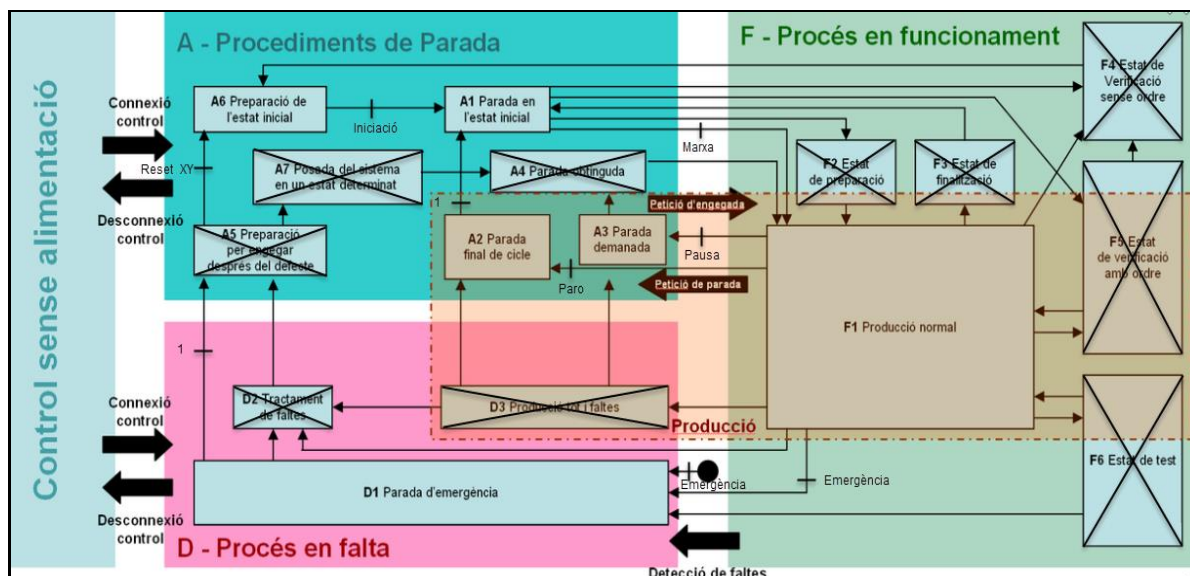 Control sense alimentació
A - Procediments de Parada
F - Procés en funcionament
D - Procés en falta
Connexió
control
Desconnexió
control
Connexió
control
Desconnexió
control
A6 Preparació de
l'estat inicial
Iniciació
A1 Parada en
l'estat inicial
Reset XY
A7 Posada del sistema
en un estat determinat
A4 Parada obtinguda
Marxa
F2 Estat
de preparació
F3 Estat de
finalització
F4 Estat de
Verificació
sense ordre
A5 Preparació
per engegar
després del defecte
1
A2 Parada
final de cicle
A3 Parada
demanada
Petició d'engegada
Pausa
Paro
Petició de parada
F1 Producció normal
F5 Estat
de verificació
amb ordre
1
D2 Tractament
de faltes
D3 Producció tot i faltes
Producció
F6 Estat de test
D1 Parada d'emergència
Emergència
Emergència
Detecció de faltes